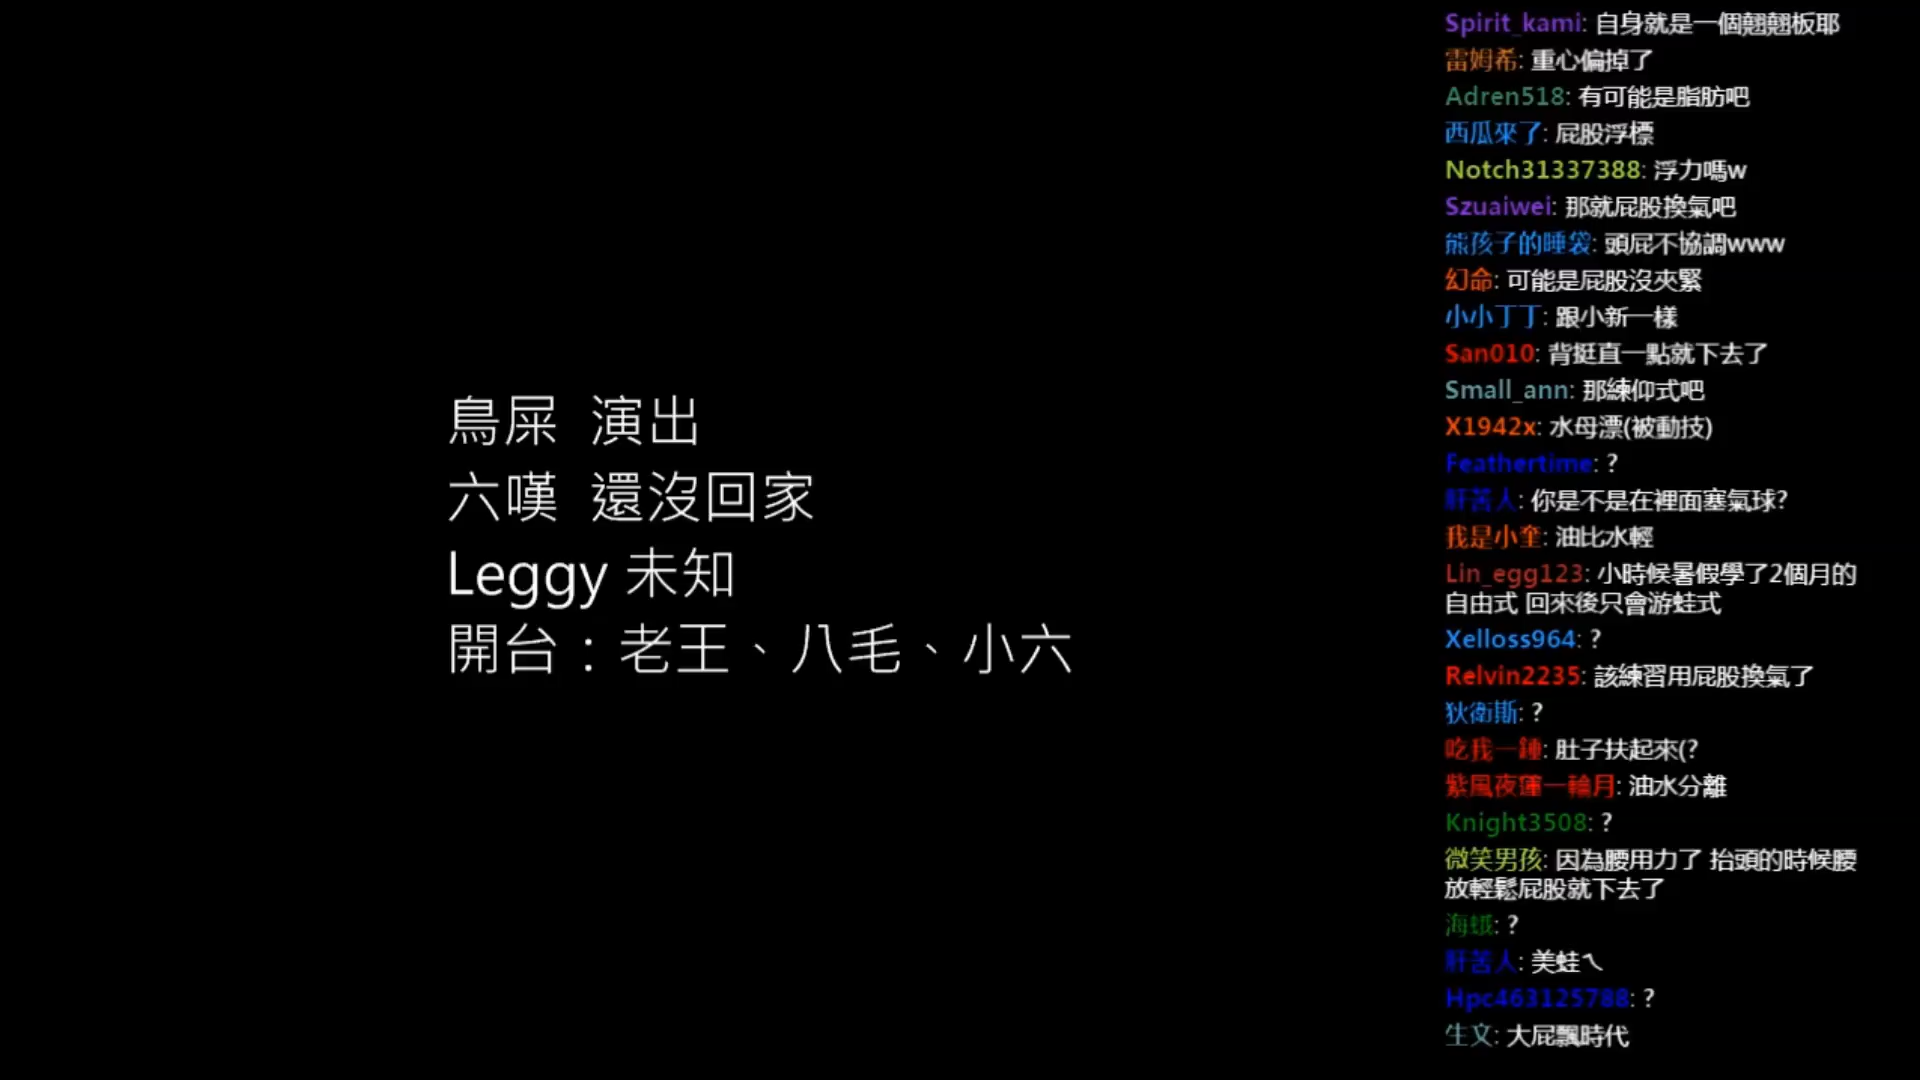 鳥屎 演出
六嘆 還沒回家
Leggy 未知
開台：老王、八毛、小六
Spirit_kami: 自身就是一個翹翹板耶
雷姆希: 重心偏掉了
Adren518: 有可能是脂肪吧
西瓜來了: 屁股浮標
Notch31337388: 浮力嗎w
Szuaiwei: 那就屁股換氣吧
熊孩子的睡袋: 頭屁不協調www
幻命: 可能是屁股沒夾緊
小小丁丁: 跟小新一樣
San010: 背挺直一點就下去了
Small_ann: 那練仰式吧
X1942x: 水母漂(被動技)
Feathertime: ?
肝苦人: 你是不是在裡面塞氣球?
我是小奎: 油比水輕
Lin_egg123: 小時候暑假學了2個月的
自由式 回來後只會游蛙式
Xelloss964: ?
Relvin2235: 該練習用屁股換氣了
狄衛斯: ?
吃我一鍾: 肚子扶起來(?
紫風夜蓮一輪月: 油水分離
Knight3508: ?
微笑男孩: 因為腰用力了 抬頭的時候腰
放輕鬆屁股就下去了
海蛾: ?
肝苦人: 美蛙ㄟ
Hpc463125788: ?
生文: 大屁飄時代